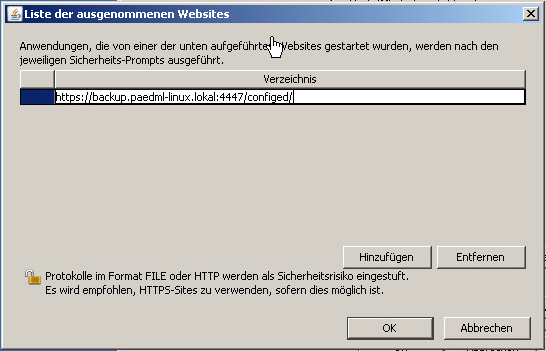 Liste der ausgenommenen Websites
Anwendungen, die von einer der unten aufgeführten Websites gestartet wurden, werden nach den
jeweiligen Sicherheits-Prompts ausgeführt.
Verzeichnis
https://backup.paedml-linux.lokal:4447/configed/
Hinzufügen Entfernen
Protokolle im Format FILE oder HTTP werden als Sicherheitsrisiko eingestuft.
Es wird empfohlen, HTTPS-Sites zu verwenden, sofern dies möglich ist.
OK Abbrechen